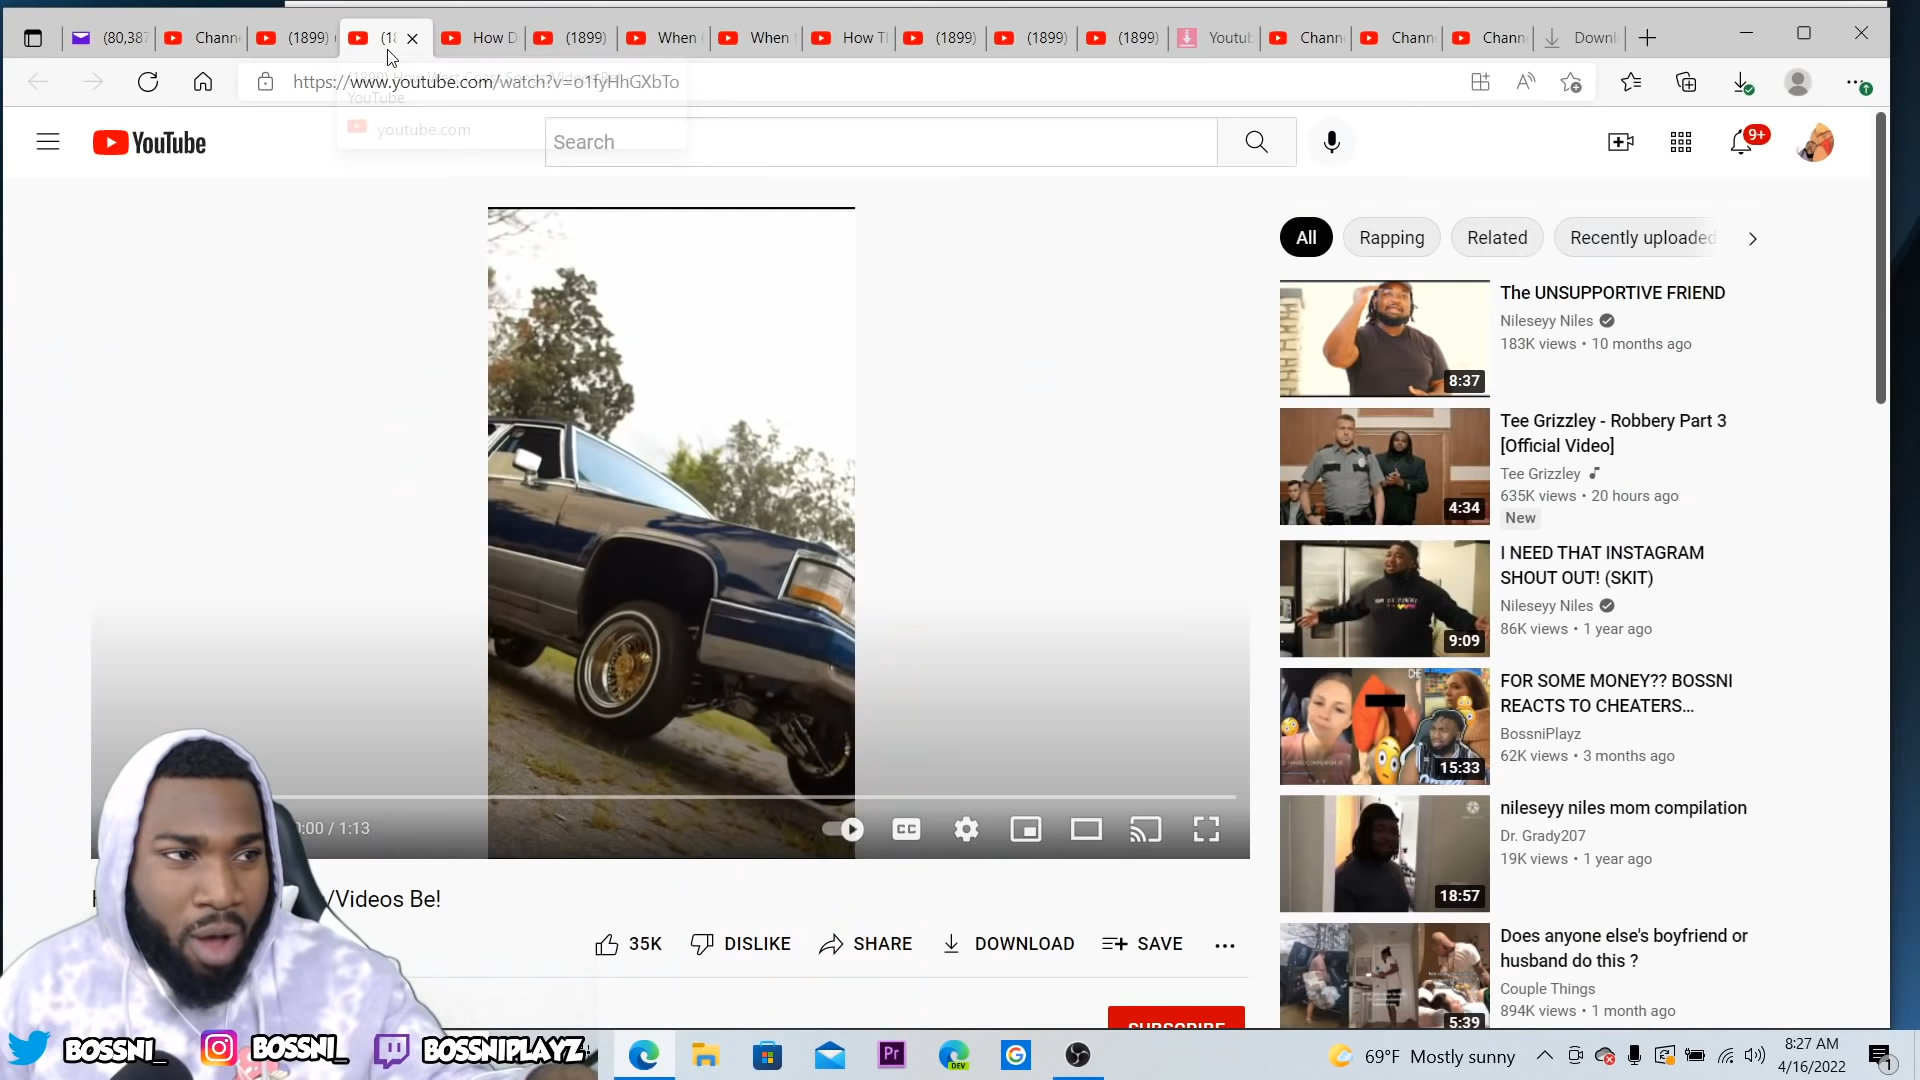 (80,387
Chann
(1899)
(18
How D
(1899)
When
When
How T
(1899)
(1899)
(1899)
Youtub
Chann
Chann
Chann
Downl
https://www.youtube.com/watch?v=o1fyHhGXbTo
YouTube
youtube.com
YouTube
Search
9+
All
Rapping
Related
Recently uploaded
The UNSUPPORTIVE FRIEND
Nileseyy Niles
183K views • 10 months ago
8:37
Tee Grizzley - Robbery Part 3
[Official Video]
Tee Grizzley
635K views • 20 hours ago
New
4:34
I NEED THAT INSTAGRAM
SHOUT OUT! (SKIT)
Nileseyy Niles
86K views • 1 year ago
9:09
FOR SOME MONEY?? BOSSNI
REACTS TO CHEATERS...
BossniPlayz
62K views • 3 months ago
15:33
nileseyy niles mom compilation
Dr. Grady207
19K views • 1 year ago
18:57
Does anyone else's boyfriend or
husband do this ?
Couple Things
894K views • 1 month ago
5:39
0:00 / 1:13
CC
/Videos Be!
35K
DISLIKE
SHARE
DOWNLOAD
SAVE
SUBSCRIBE
BOSSNI_
BOSSNI_
BOSSNIPLAYZ
Pr
DEV
G
69°F Mostly sunny
8:27 AM
4/16/2022
1